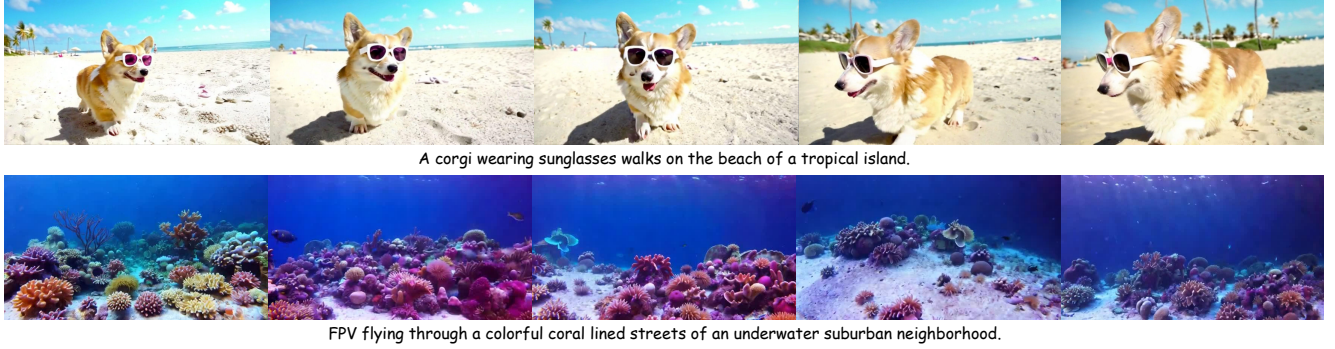 A corgi wearing sunglasses walks on the beach of a tropical island.
FPV flying through a colorful coral lined streets of an underwater suburban neighborhood.